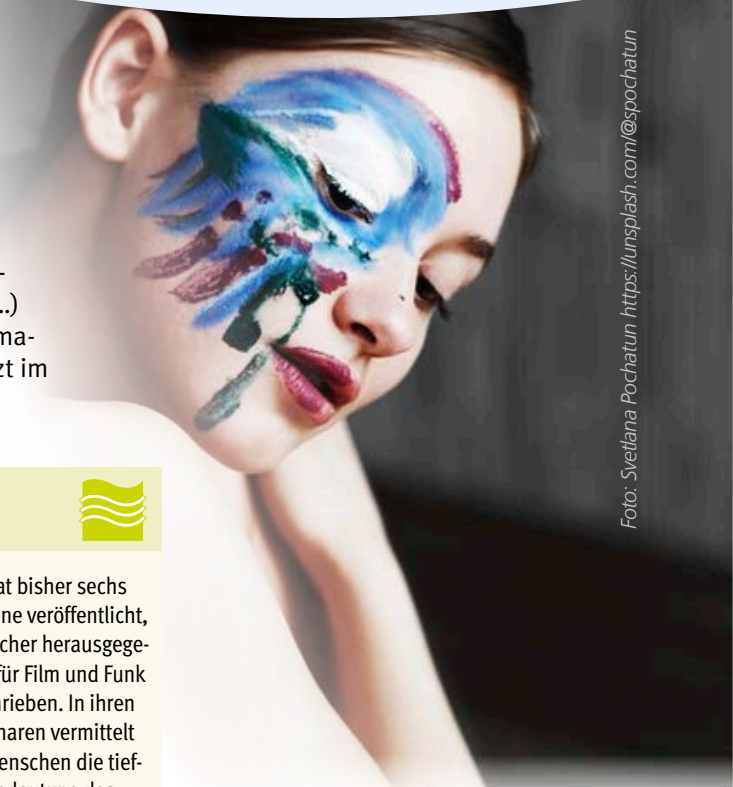 -
..)
ma-
zt im
at bisher sechs
ne veröffentlicht,
cher herausgege-
für Film und Funk
rieben. In ihren
naren vermittelt
enschen die tief-
Foto: Svetlana Pochatun https://unsplash.com/@spochatun